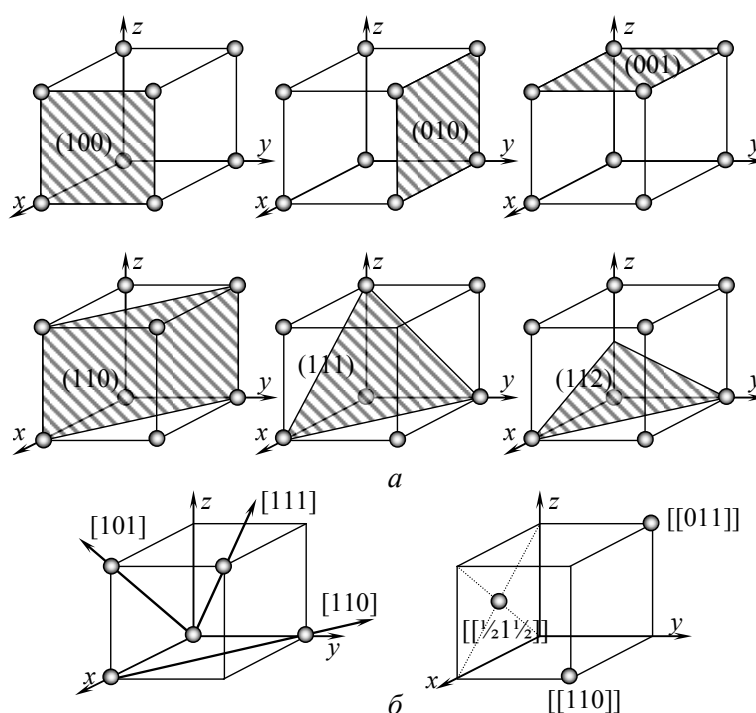 z z z
(001)
(100) (010)
y y y
x x x
z z z
(110) (111) (112)
y y y
x x x
а
[101] z [111] z [[011]]
[110]
[[½1½]]
y y
x x
[[110]]
б